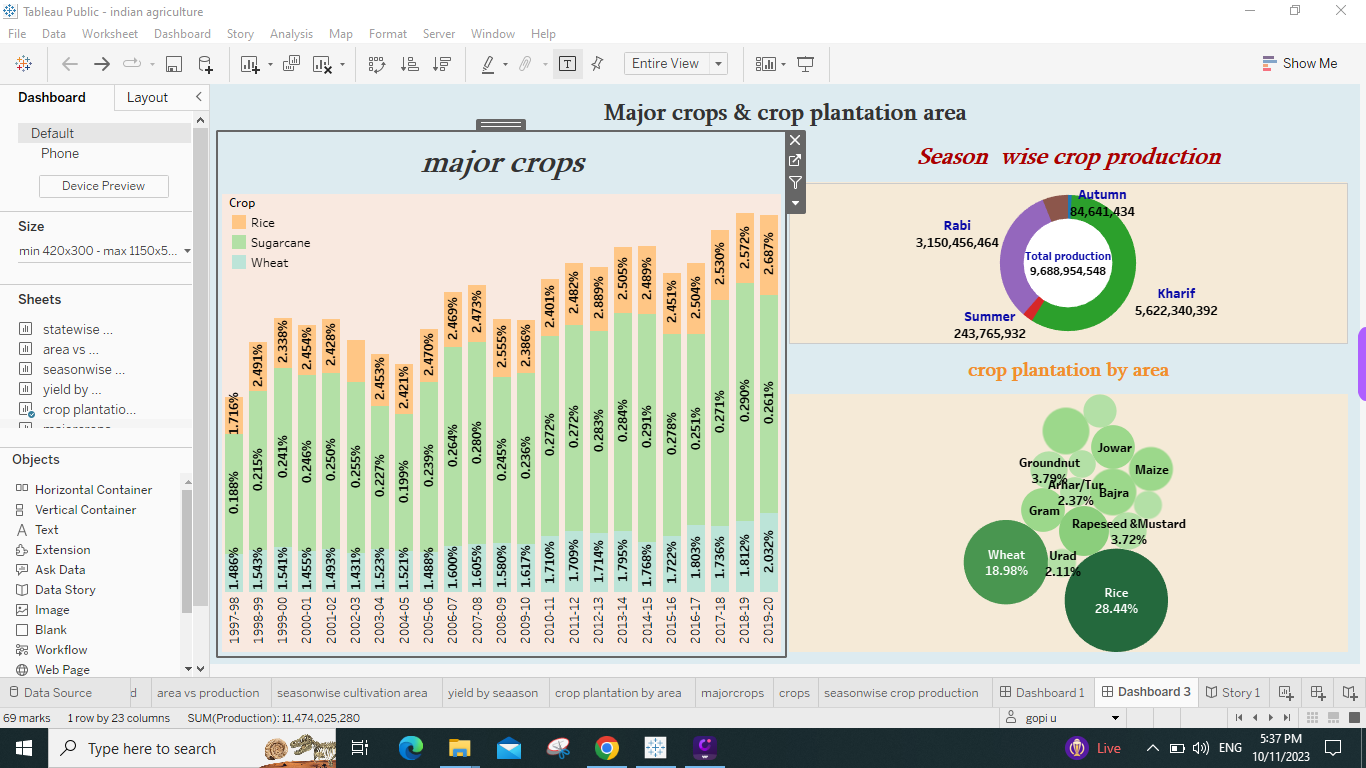 Tableau Public - indian agriculture
File Data Worksheet Dashboard Story Analysis Map Format Server Window Help
Entire View
Show Me
Dashboard Layout
Default
Phone
Device Preview
Size
min 420x300 - max 1150x5...
Sheets
statewise ...
area vs ...
seasonwise ...
yield by ...
crop plantatio...
Objects
Horizontal Container
Vertical Container
Text
Extension
Ask Data
Data Story
Image
Blank
Workflow
Web Page
Major crops & crop plantation area
major crops
Crop
Rice
Sugarcane
Wheat
1.716% 2.491% 2.338% 2.454% 2.428% 2.453% 2.421% 2.470% 2.469% 2.473% 2.555% 2.386% 2.401% 2.482% 2.889% 2.505% 2.489% 2.451% 2.504% 2.530% 2.572% 2.687%
0.188% 0.215% 0.241% 0.246% 0.250% 0.255% 0.227% 0.199% 0.239% 0.264% 0.280% 0.245% 0.236% 0.272% 0.272% 0.283% 0.284% 0.291% 0.278% 0.251% 0.271% 0.290% 0.261%
1.486% 1.543% 1.541% 1.455% 1.493% 1.431% 1.523% 1.521% 1.488% 1.600% 1.605% 1.580% 1.617% 1.710% 1.709% 1.714% 1.795% 1.768% 1.722% 1.803% 1.736% 1.812% 2.032%
1997-98 1998-99 1999-00 2000-01 2001-02 2002-03 2003-04 2004-05 2005-06 2006-07 2007-08 2008-09 2009-10 2010-11 2011-12 2012-13 2013-14 2014-15 2015-16 2016-17 2017-18 2018-19 2019-20
Season wise crop production
Autumn
84,641,434
Rabi
3,150,456,464
Total production
9,688,954,548
Kharif
5,622,340,392
Summer
243,765,932
crop plantation by area
Jowar
Groundnut
3.79%
Maize
Arhar/Tur
2.37%
Bajra
Gram
Rapeseed &Mustard
3.72%
Wheat
18.98%
Urad
2.11%
Rice
28.44%
Data Source d area vs production seasonwise cultivation area yield by seaason crop plantation by area majorcrops crops seasonwise crop production Dashboard 1 Dashboard 3 Story 1
69 marks 1 row by 23 columns SUM(Production): 11,474,025,280 gopi u
Type here to search
Live
ENG
5:37 PM
10/11/2023